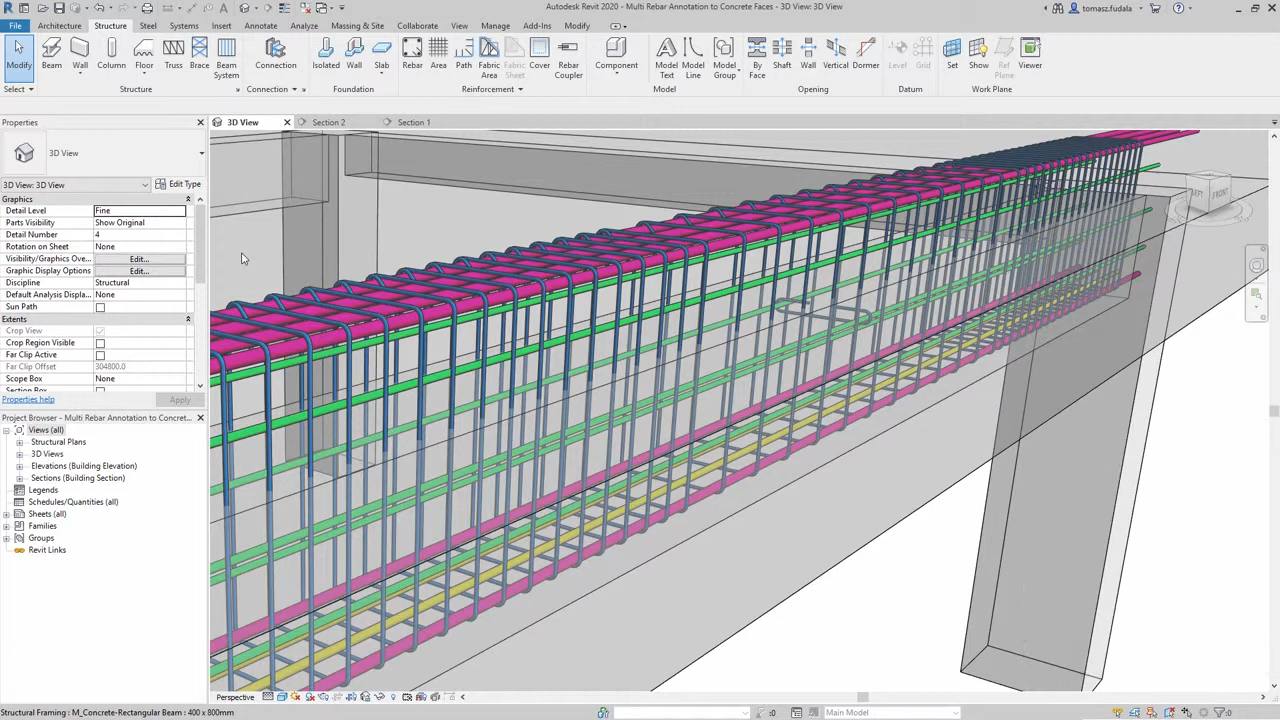 Autodesk Revit 2020 - Multi Rebar Annotation to Concrete Faces - 3D View: 3D View
tomasz.fudala
File Architecture Structure Steel Systems Insert Annotate Analyze Massing & Site Collaborate View Manage Add-Ins Modify
Modify Beam Wall Column Floor Truss Brace Beam System Connection Isolated Wall Slab Rebar Area Path Fabric Area Fabric Sheet Cover Rebar Coupler Component Model Text Model Line Model Group By Face Shaft Wall Vertical Dormer Level Grid Set Show Ref Plane Viewer
Select Structure Connection Foundation Reinforcement Model Opening Datum Work Plane
Properties
3D View Section 2 Section 1
3D View
3D View: 3D View Edit Type
Graphics
Detail Level Fine
Parts Visibility Show Original
Detail Number 4
Rotation on Sheet None
Visibility/Graphics Ove... Edit...
Graphic Display Options Edit...
Discipline Structural
Default Analysis Displa... None
Sun Path
Extents
Crop View
Crop Region Visible
Far Clip Active
Far Clip Offset 304800.0
Scope Box None
Section Box
Properties help Apply
Project Browser - Multi Rebar Annotation to Concret...
Views (all)
Structural Plans
3D Views
Elevations (Building Elevation)
Sections (Building Section)
Legends
Schedules/Quantities (all)
Sheets (all)
Families
Groups
Revit Links
LEFT FRONT
Perspective
Structural Framing : M_Concrete-Rectangular Beam : 400 x 800mm
:0 Main Model :0